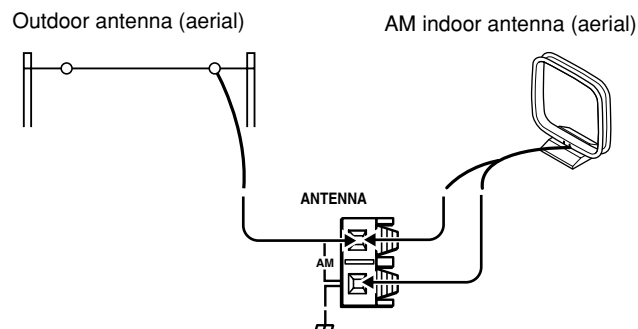 Outdoor antenna (aerial)
AM indoor antenna (aerial)
ANTENNA
AM